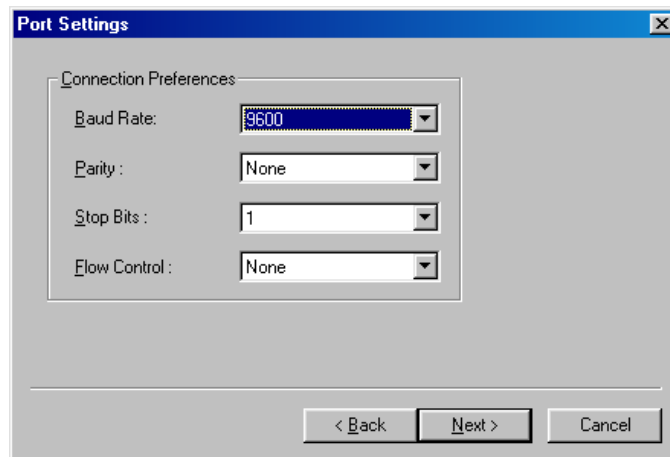 Port Settings
Connection Preferences
Baud Rate: 9600
Parity : None
Stop Bits : 1
Flow Control : None
< Back Next > Cancel